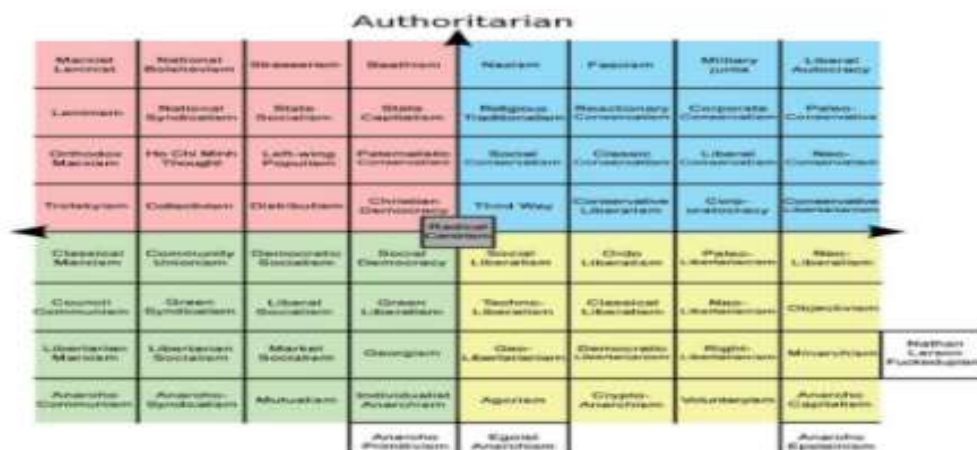 Authoritarian
Marxist Leninist
National Bolshevism
Strasserism
Baathism
Nazism
Fascism
Military Junta
Liberal Autocracy
Leninism
National Syndicalism
State Socialism
State Capitalism
Religious Traditionalism
Reactionary Conservatism
Corporate Conservatism
Paleo-Conservative
Orthodox Marxism
Ho Chi Minh Thought
Left-wing Populism
Paternalistic Conservatism
Social Conservatism
Classic Conservatism
Liberal Conservatism
Neo-Conservatism
Trotskyism
Collectivism
Distributism
Christian Democracy
Third Way
Conservative Liberalism
Corp-oratocracy
Conservative Libertarianism
Radical Centrism
Classical Marxism
Community Unionism
Democratic Socialism
Social Democracy
Social Liberalism
Ordo Liberalism
Paleo-Libertarianism
Neo-Liberalism
Council Communism
Green Syndicalism
Liberal Socialism
Green Liberalism
Techno-Liberalism
Classical Liberalism
Neo-Libertarianism
Objectivism
Libertarian Marxism
Libertarian Socialism
Market Socialism
Georgism
Geo-Libertarianism
Democratic Libertarianism
Right-Libertarianism
Minarchism
Nathan Larson Fuckedupism
Anarcho Communism
Anarcho-Syndicalism
Mutualism
Individualist Anarchism
Agorism
Crypto-Anarchism
Voluntaryism
Anarcho Capitalism
Anarcho Primitivism
Egoist Anarchism
Anarcho Epsteinism